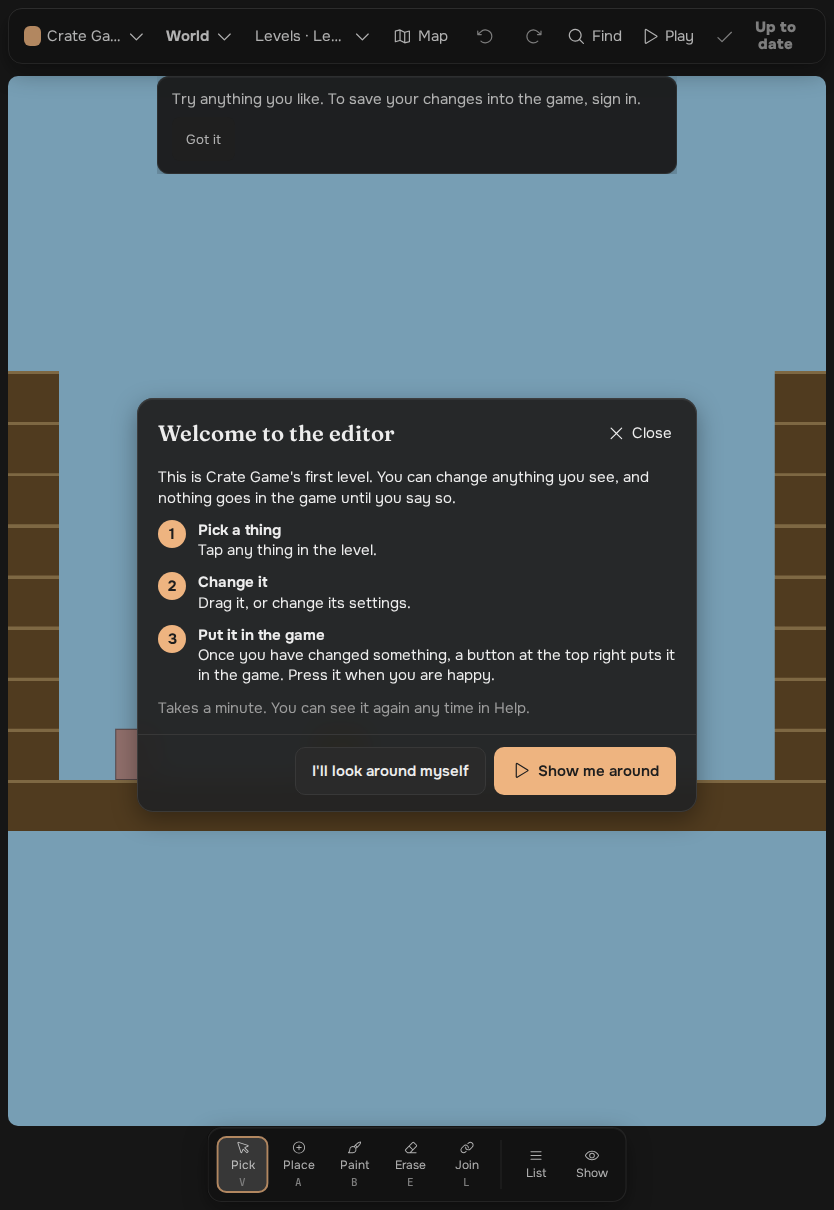 Crate Ga...
World
Levels · Le...
Map
Find
Play
Up to
date
Try anything you like. To save your changes into the game, sign in.
Got it
Welcome to the editor
Close
This is Crate Game's first level. You can change anything you see, and
nothing goes in the game until you say so.
1
Pick a thing
Tap any thing in the level.
2
Change it
Drag it, or change its settings.
3
Put it in the game
Once you have changed something, a button at the top right puts it
in the game. Press it when you are happy.
Takes a minute. You can see it again any time in Help.
I'll look around myself
Show me around
Pick
V
Place
A
Paint
B
Erase
E
Join
L
List
Show